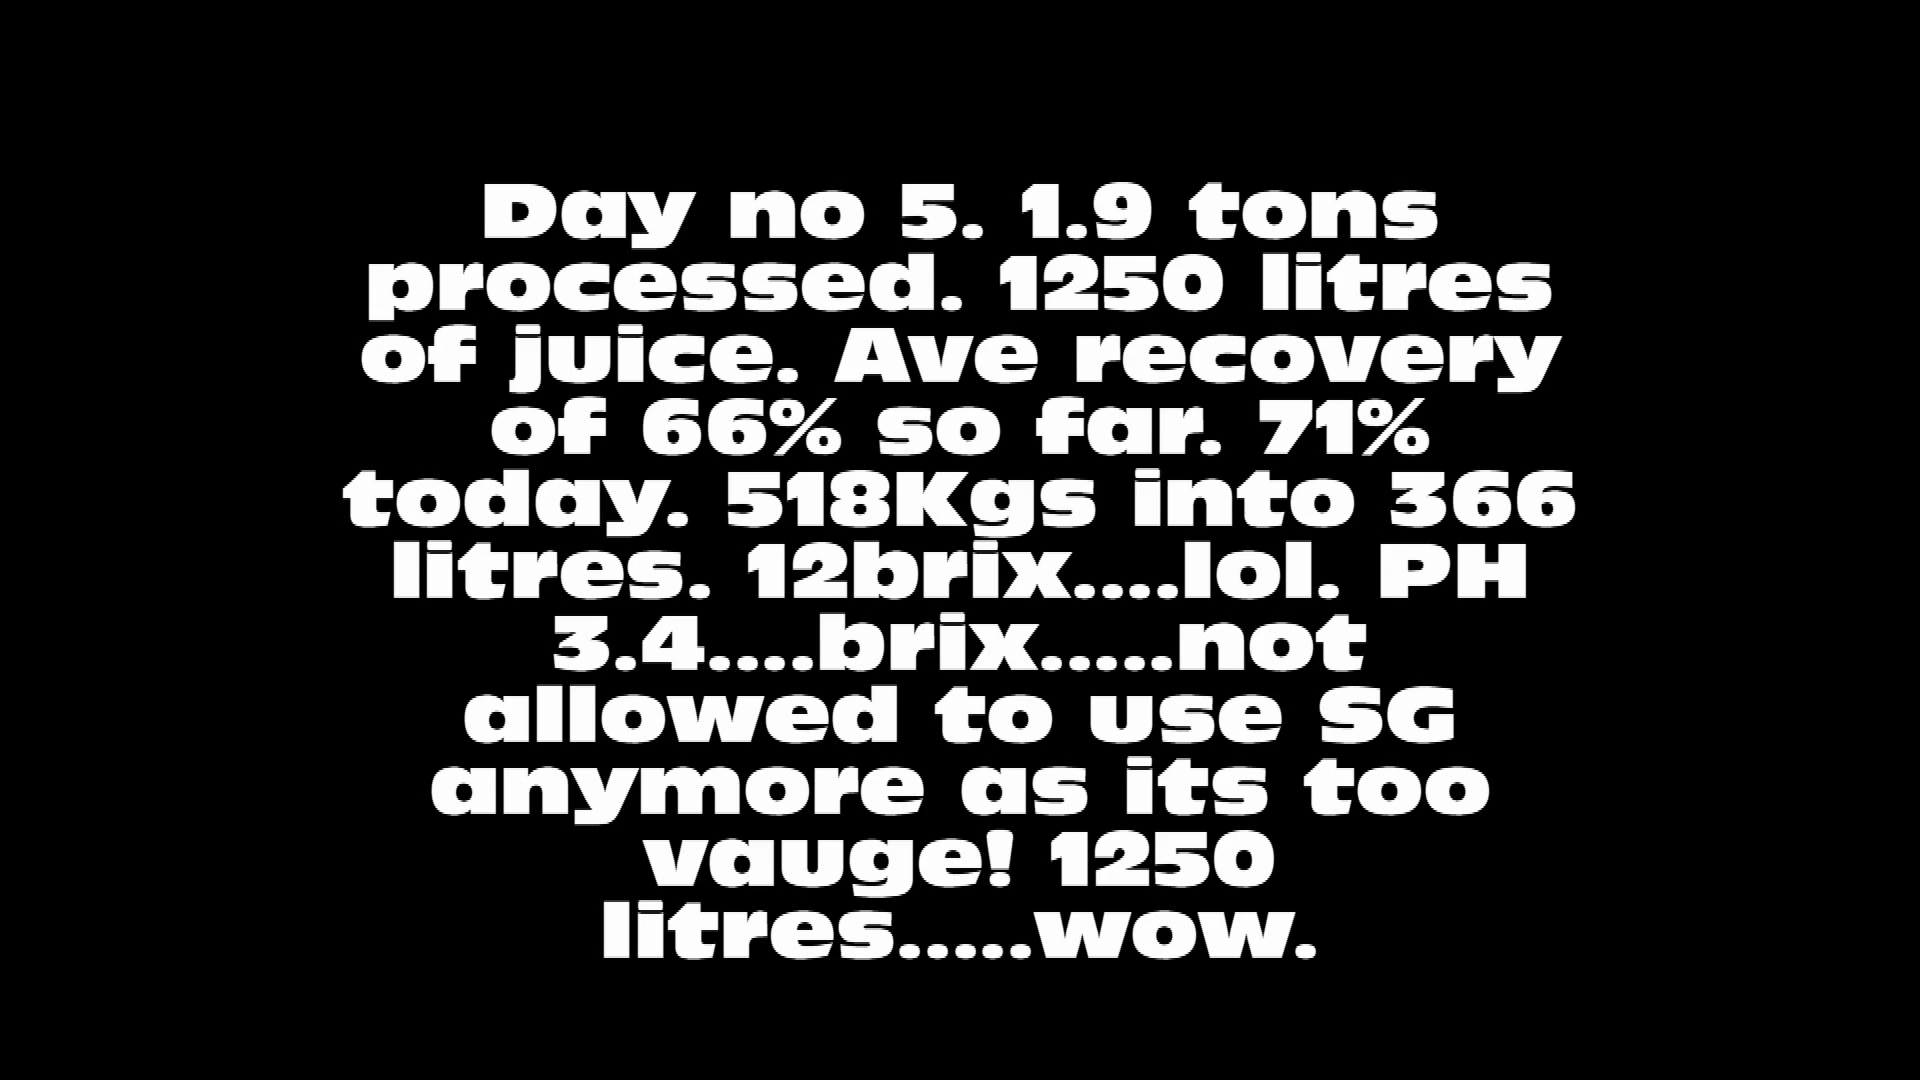 Day no 5. 1.9 tons
processed. 1250 litres
of juice. Ave recovery
of 66% so far. 71%
today. 518Kgs into 366
litres. 12brix....lol. PH
3.4....brix.....not
allowed to use SG
anymore as its too
vauge! 1250
litres.....wow.